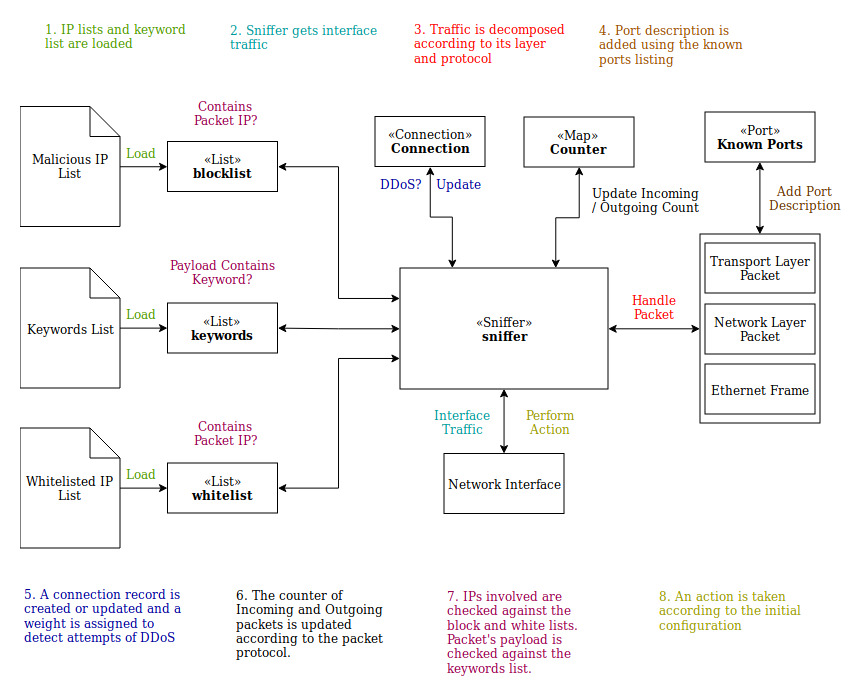 1. IP lists and keyword
list are loaded
2. Sniffer gets interface
traffic
3. Traffic is decomposed
according to its layer
and protocol
4. Port description is
added using the known
ports listing
Malicious IP
List
Load
Contains
Packet IP?
«List»
blocklist
«Connection»
Connection
DDoS?
Update
«Map»
Counter
Update Incoming
/ Outgoing Count
«Port»
Known Ports
Add Port
Description
Keywords List
Load
Payload Contains
Keyword?
«List»
keywords
«Sniffer»
sniffer
Handle
Packet
Transport Layer
Packet
Network Layer
Packet
Ethernet Frame
Whitelisted IP
List
Load
Contains
Packet IP?
«List»
whitelist
Interface
Traffic
Perform
Action
Network Interface
5. A connection record is
created or updated and a
weight is assigned to
detect attempts of DDoS
6. The counter of
Incoming and Outgoing
packets is updated
according to the packet
protocol.
7. IPs involved are
checked against the
block and white lists.
Packet's payload is
checked against the
keywords list.
8. An action is taken
according to the initial
configuration